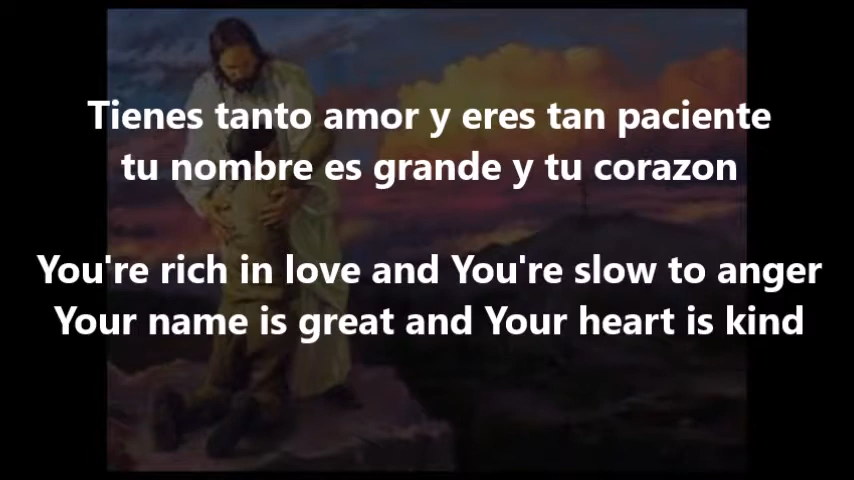 Tienes tanto amor y eres tan paciente
tu nombre es grande y tu corazon
You're rich in love and You're slow to anger
Your name is great and Your heart is kind